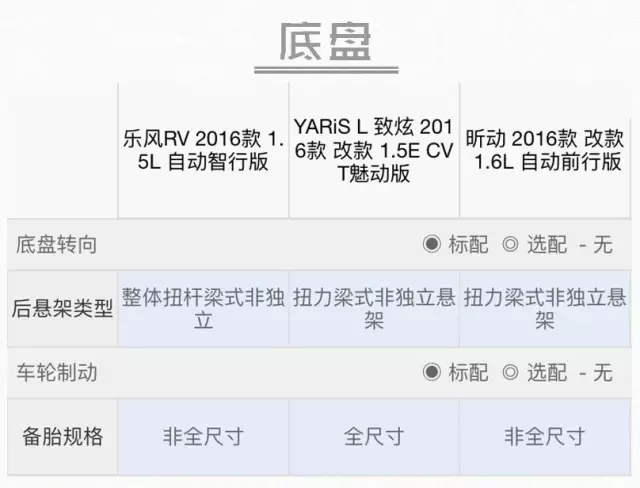 底盘
乐风RV 2016款 1.
5L 自动智行版
YARiS L 致炫 201
6款 改款 1.5E CV
T魅动版
昕动 2016款 改款
1.6L 自动前行版
底盘转向 ◉ 标配 ◎ 选配 - 无
后悬架类型
整体扭杆梁式非独
立
扭力梁式非独立悬
架
扭力梁式非独立悬
架
车轮制动 ◉ 标配 ◎ 选配 - 无
备胎规格 非全尺寸 全尺寸 非全尺寸